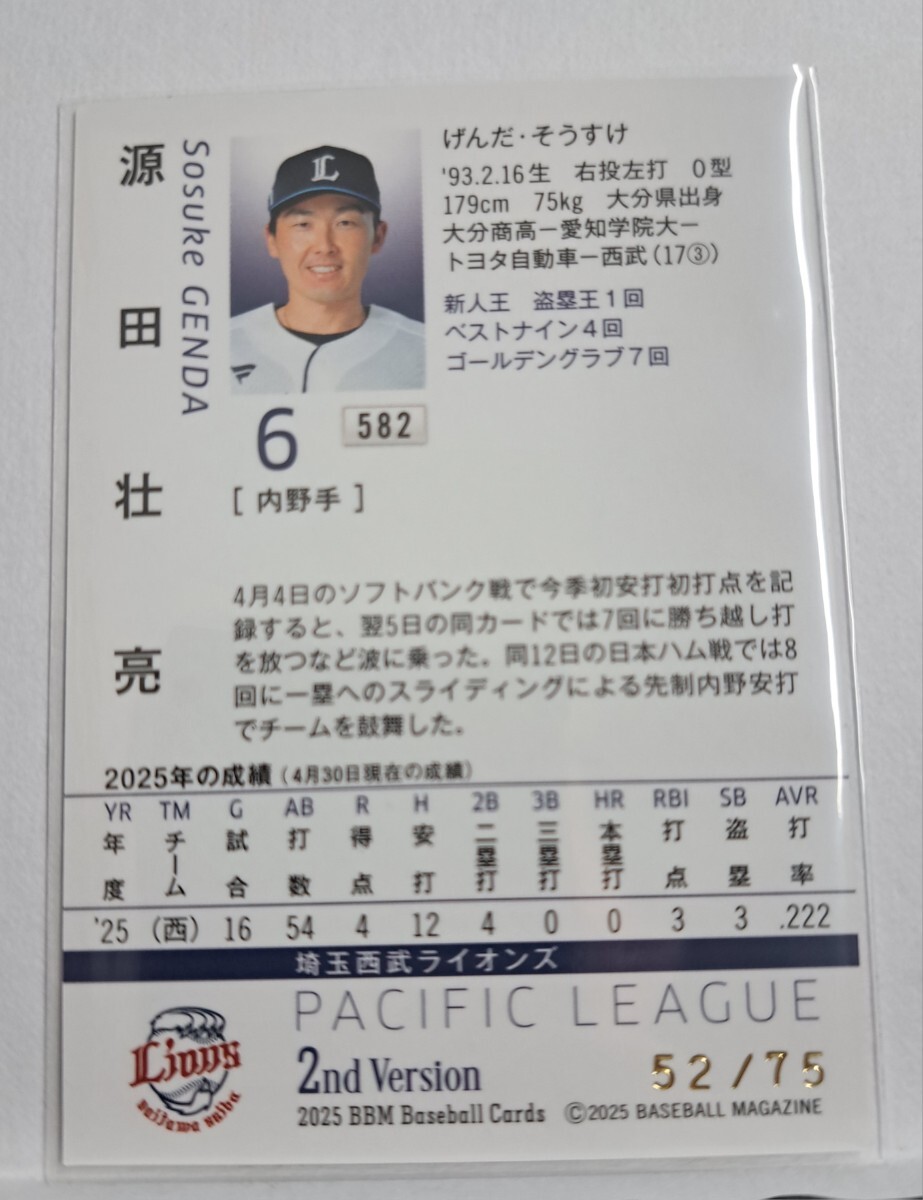 源田壮亮
Sosuke GENDA
L
げんだ・そうすけ
'93.2.16生 右投左打 O型
179cm 75kg 大分県出身
大分商高ー愛知学院大ー
トヨタ自動車ー西武(17③)
新人王 盗塁王1回
ベストナイン4回
ゴールデングラブ7回
6 582
[ 内野手 ]
4月4日のソフトバンク戦で今季初安打初打点を記
録すると、翌5日の同カードでは7回に勝ち越し打
を放つなど波に乗った。同12日の日本ハム戦では8
回に一塁へのスライディングによる先制内野安打
でチームを鼓舞した。
2025年の成績(4月30日現在の成績)
YR TM G AB R H 2B 3B HR RBI SB AVR
年度 チーム 試合 打数 得点 安打 二塁打 三塁打 本塁打 打点 盗塁 打率
'25 (西) 16 54 4 12 4 0 0 3 3 .222
埼玉西武ライオンズ
PACIFIC LEAGUE
Lions
Saitama Seibu
2nd Version
52/75
2025 BBM Baseball Cards ©2025 BASEBALL MAGAZINE